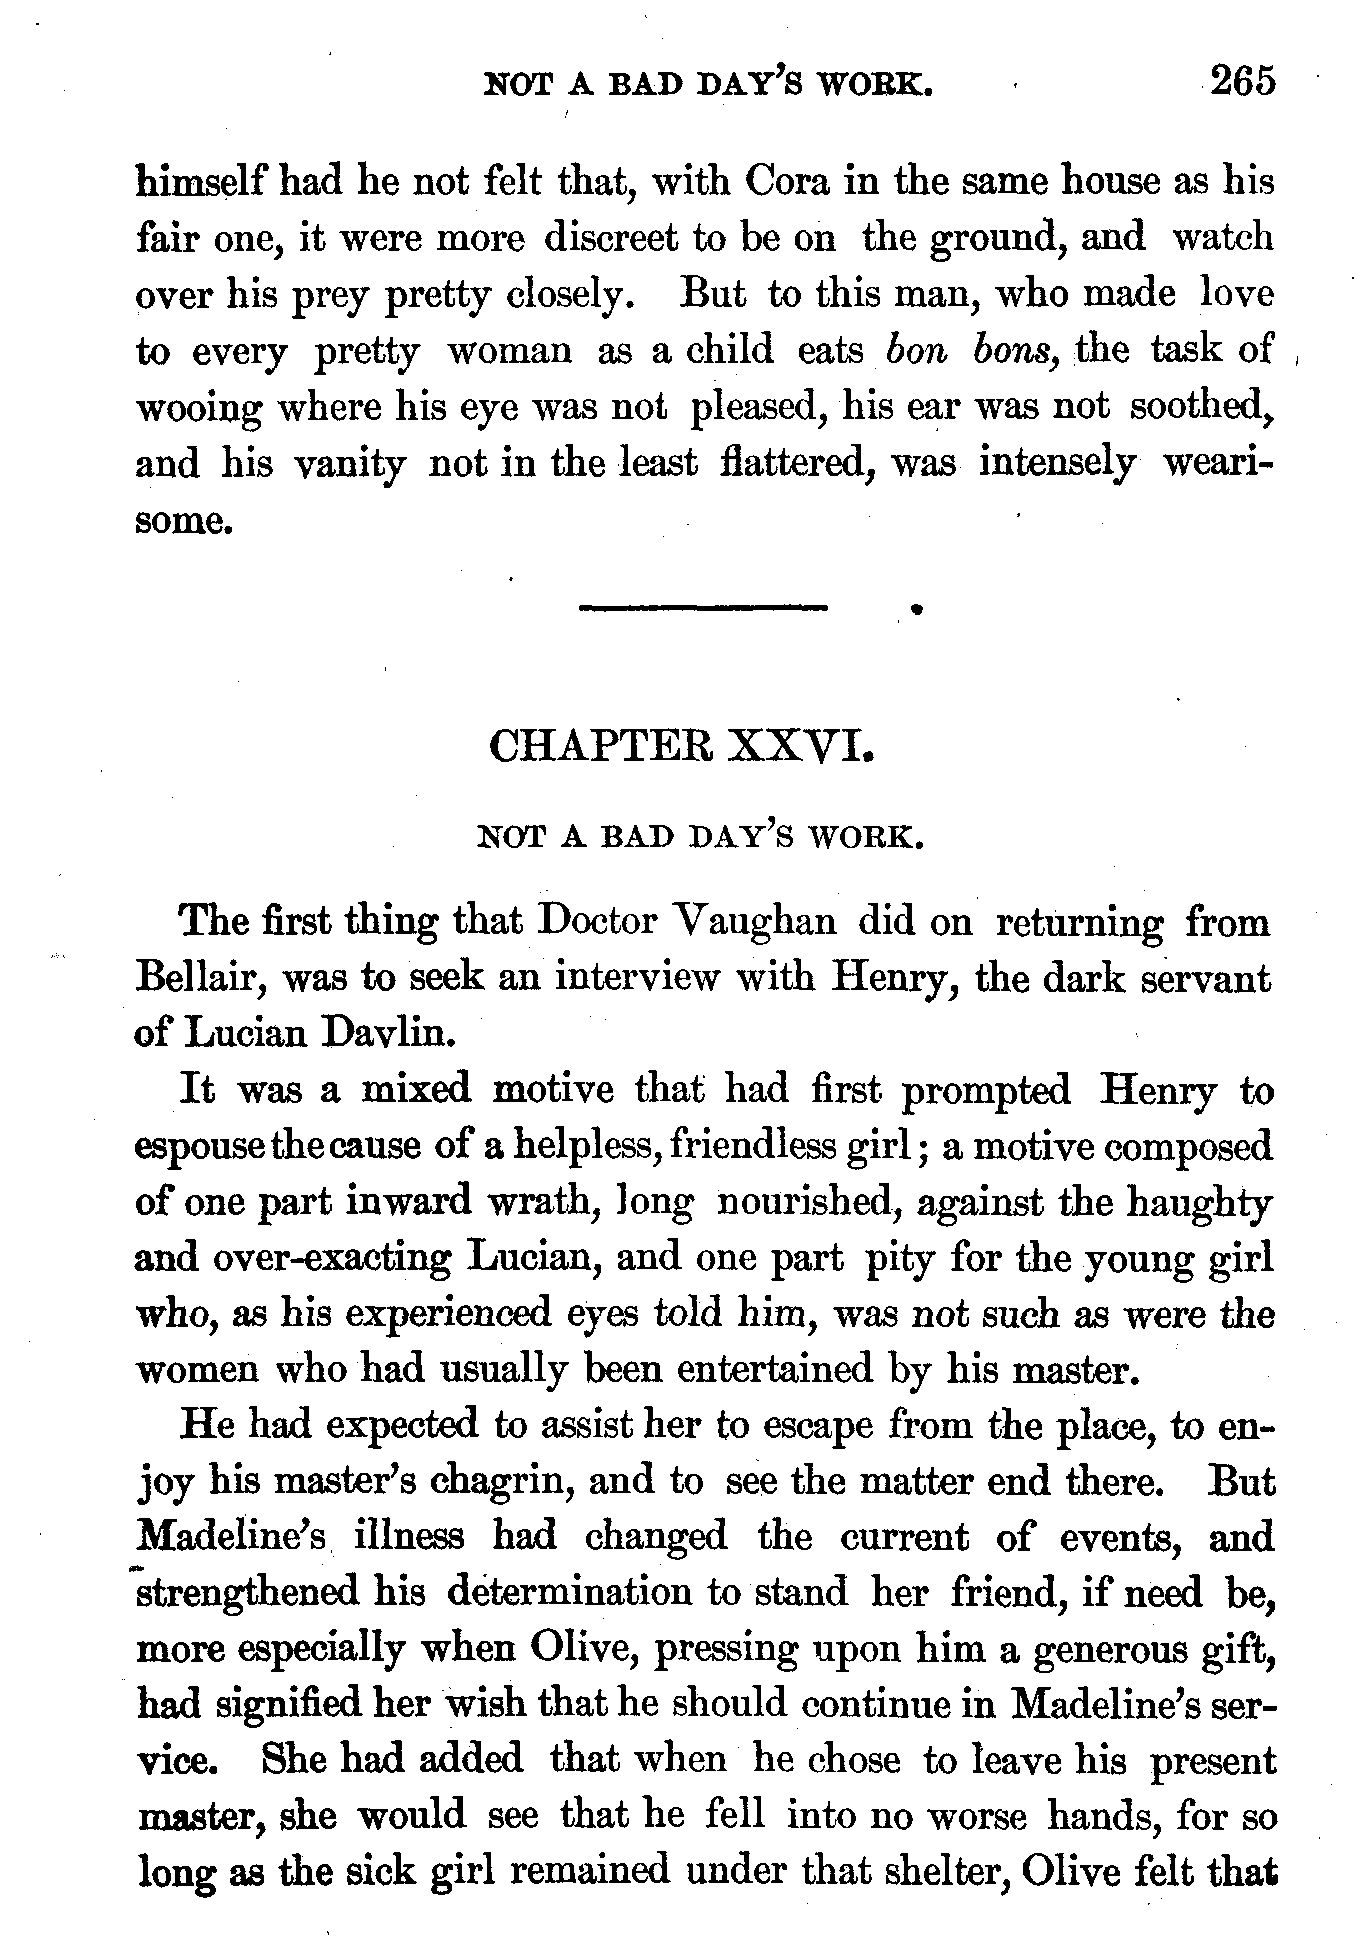 NOT A BAD DAY'S WORK. 265
himself had he not felt that, with Cora in the same house as his
fair one, it were more discreet to be on the ground, and watch
over his prey pretty closely. But to this man, who made love
to every pretty woman as a child eats bon bons, the task of
wooing where his eye was not pleased, his ear was not soothed,
and his vanity not in the least flattered, was intensely weari-
some.
CHAPTER XXVI.
NOT A BAD DAY'S WORK.
The first thing that Doctor Vaughan did on returning from
Bellair, was to seek an interview with Henry, the dark servant
of Lucian Davlin.
It was a mixed motive that had first prompted Henry to
espouse the cause of a helpless, friendless girl; a motive composed
of one part inward wrath, long nourished, against the haughty
and over-exacting Lucian, and one part pity for the young girl
who, as his experienced eyes told him, was not such as were the
women who had usually been entertained by his master.
He had expected to assist her to escape from the place, to en-
joy his master's chagrin, and to see the matter end there. But
Madeline's illness had changed the current of events, and
strengthened his determination to stand her friend, if need be,
more especially when Olive, pressing upon him a generous gift,
had signified her wish that he should continue in Madeline's ser-
vice. She had added that when he chose to leave his present
master, she would see that he fell into no worse hands, for so
long as the sick girl remained under that shelter, Olive felt that